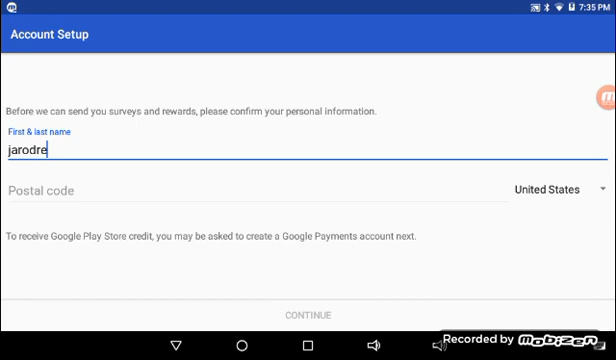 7:35 PM
Account Setup
Before we can send you surveys and rewards, please confirm your personal information.
First & last name
jarodre
Postal code
United States
To receive Google Play Store credit, you may be asked to create a Google Payments account next.
CONTINUE
Recorded by mobizen